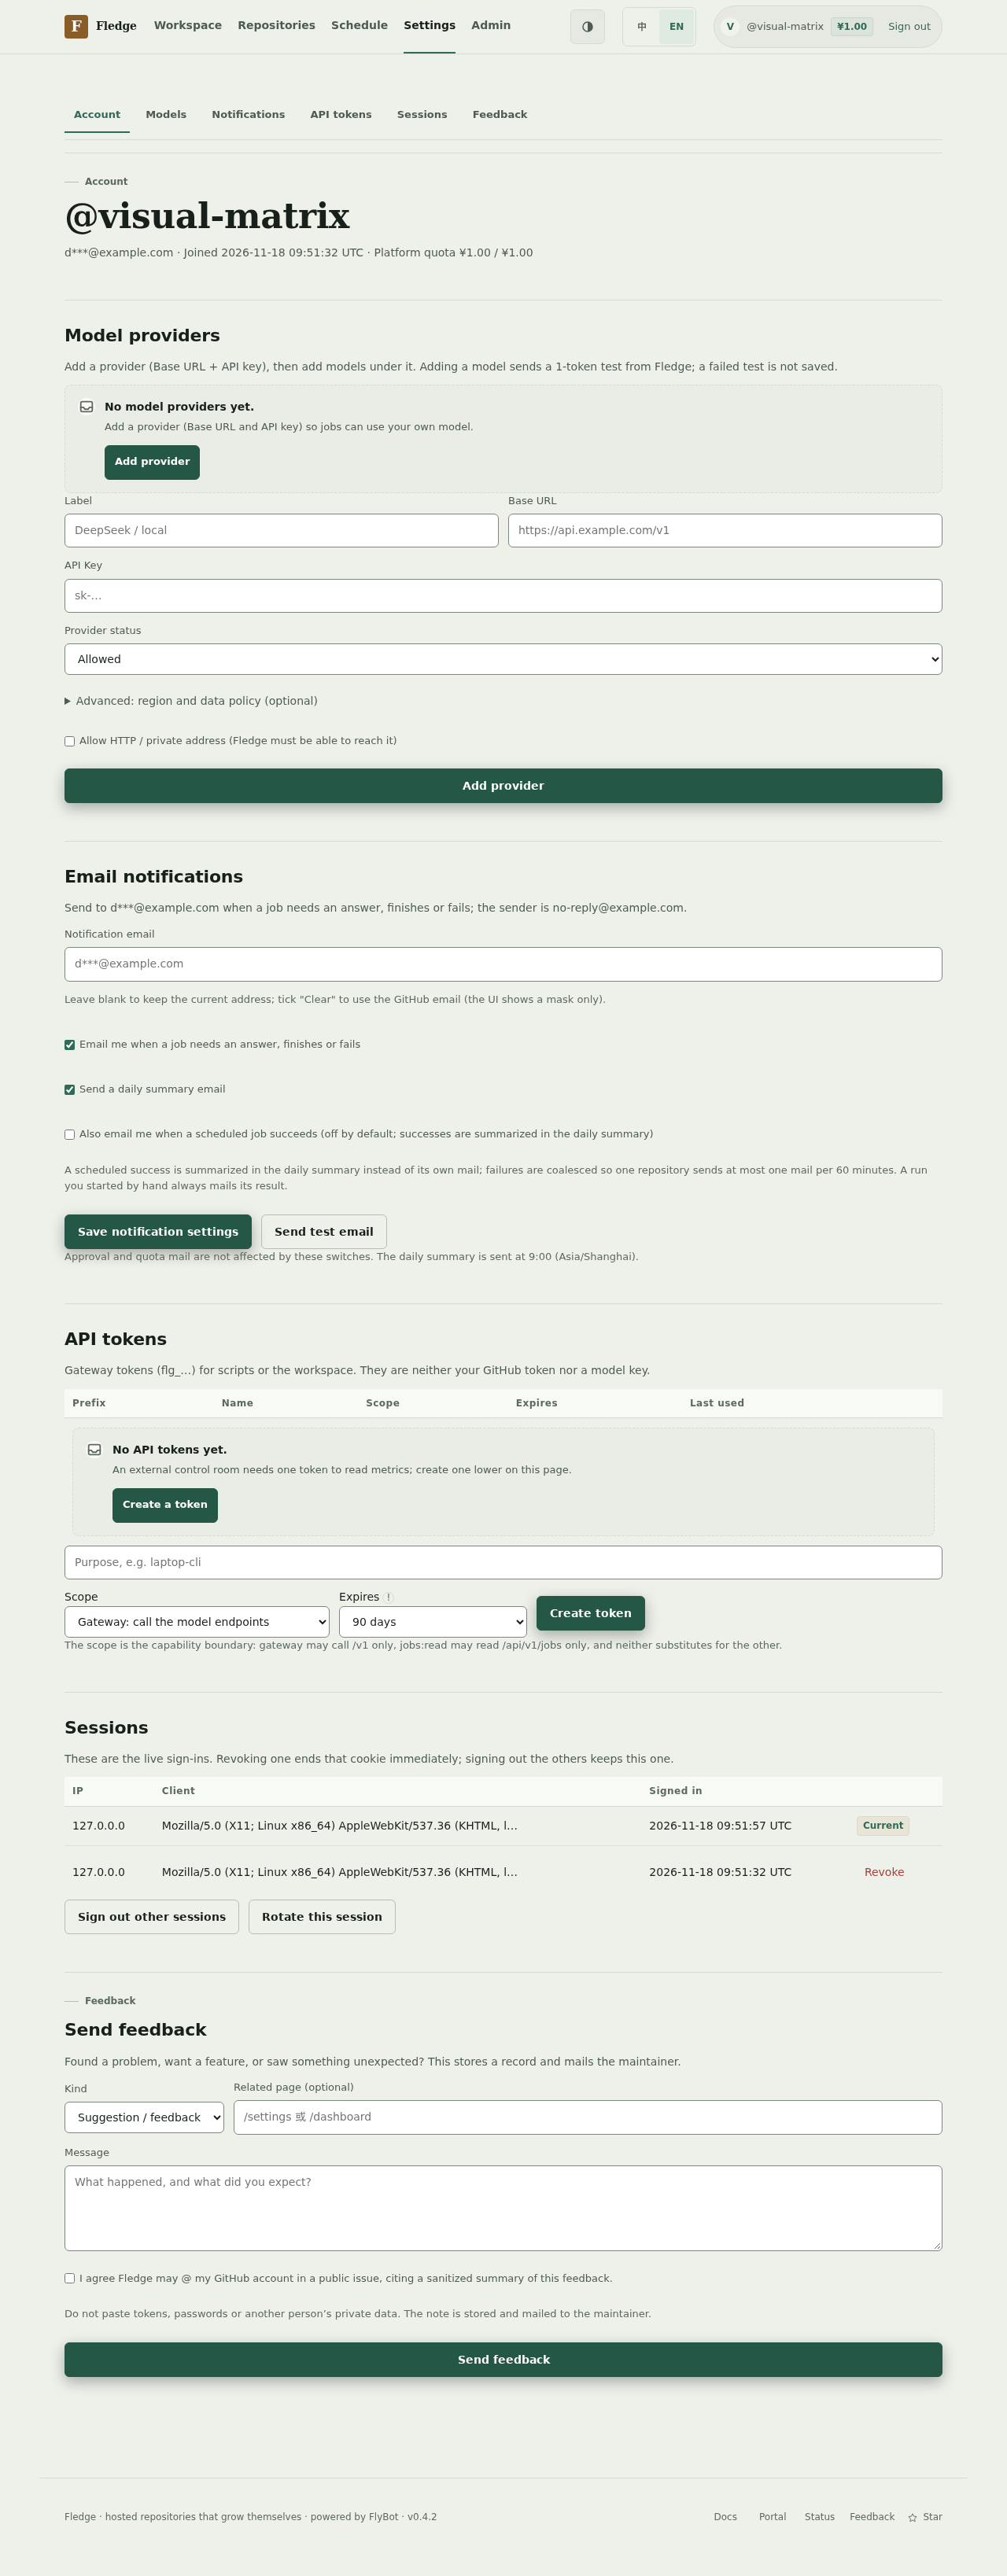 F Fledge Workspace Repositories Schedule Settings Admin 中 EN V @visual-matrix ¥1.00 Sign out
Account Models Notifications API tokens Sessions Feedback
Account
@visual-matrix
d***@example.com · Joined 2026-11-18 09:51:32 UTC · Platform quota ¥1.00 / ¥1.00
Model providers
Add a provider (Base URL + API key), then add models under it. Adding a model sends a 1-token test from Fledge; a failed test is not saved.
No model providers yet.
Add a provider (Base URL and API key) so jobs can use your own model.
Add provider
Label Base URL
DeepSeek / local https://api.example.com/v1
API Key
sk-...
Provider status
Allowed
Advanced: region and data policy (optional)
Allow HTTP / private address (Fledge must be able to reach it)
Add provider
Email notifications
Send to d***@example.com when a job needs an answer, finishes or fails; the sender is no-reply@example.com.
Notification email
d***@example.com
Leave blank to keep the current address; tick "Clear" to use the GitHub email (the UI shows a mask only).
Email me when a job needs an answer, finishes or fails
Send a daily summary email
Also email me when a scheduled job succeeds (off by default; successes are summarized in the daily summary)
A scheduled success is summarized in the daily summary instead of its own mail; failures are coalesced so one repository sends at most one mail per 60 minutes. A run
you started by hand always mails its result.
Save notification settings Send test email
Approval and quota mail are not affected by these switches. The daily summary is sent at 9:00 (Asia/Shanghai).
API tokens
Gateway tokens (flg_…) for scripts or the workspace. They are neither your GitHub token nor a model key.
Prefix Name Scope Expires Last used
No API tokens yet.
An external control room needs one token to read metrics; create one lower on this page.
Create a token
Purpose, e.g. laptop-cli
Scope Expires !
Gateway: call the model endpoints 90 days Create token
The scope is the capability boundary: gateway may call /v1 only, jobs:read may read /api/v1/jobs only, and neither substitutes for the other.
Sessions
These are the live sign-ins. Revoking one ends that cookie immediately; signing out the others keeps this one.
IP Client Signed in
127.0.0.0 Mozilla/5.0 (X11; Linux x86_64) AppleWebKit/537.36 (KHTML, l… 2026-11-18 09:51:57 UTC Current
127.0.0.0 Mozilla/5.0 (X11; Linux x86_64) AppleWebKit/537.36 (KHTML, l… 2026-11-18 09:51:32 UTC Revoke
Sign out other sessions Rotate this session
Feedback
Send feedback
Found a problem, want a feature, or saw something unexpected? This stores a record and mails the maintainer.
Kind Related page (optional)
Suggestion / feedback /settings 或 /dashboard
Message
What happened, and what did you expect?
I agree Fledge may @ my GitHub account in a public issue, citing a sanitized summary of this feedback.
Do not paste tokens, passwords or another person’s private data. The note is stored and mailed to the maintainer.
Send feedback
Fledge · hosted repositories that grow themselves · powered by FlyBot · v0.4.2 Docs Portal Status Feedback Star